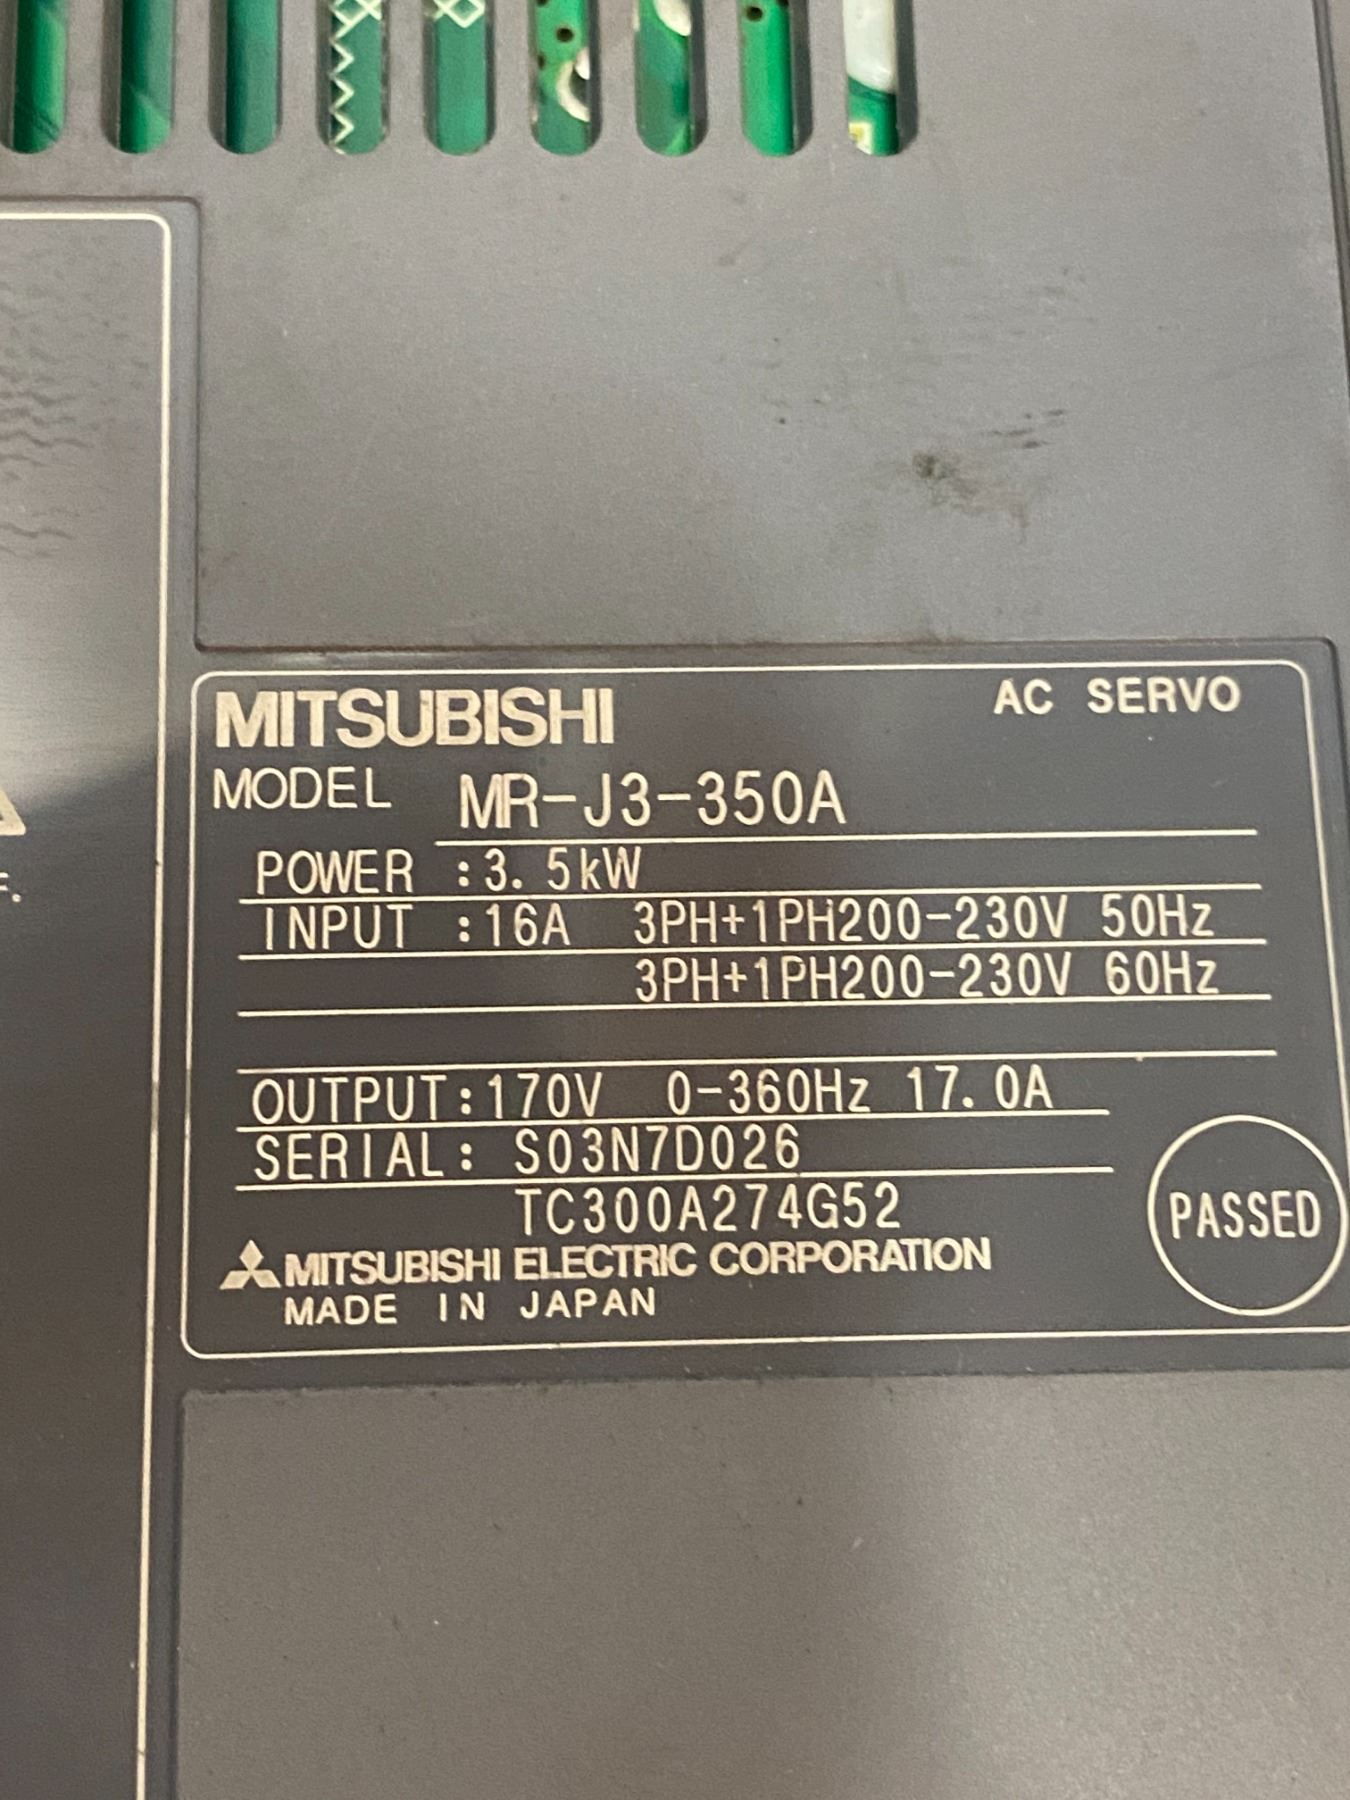 MITSUBISHI AC SERVO
MODEL MR-J3-350A
POWER :3.5kW
INPUT :16A 3PH+1PH200-230V 50Hz
3PH+1PH200-230V 60Hz
OUTPUT:170V 0-360Hz 17.0A
SERIAL: S03N7D026
TC300A274G52
PASSED
MITSUBISHI ELECTRIC CORPORATION
MADE IN JAPAN